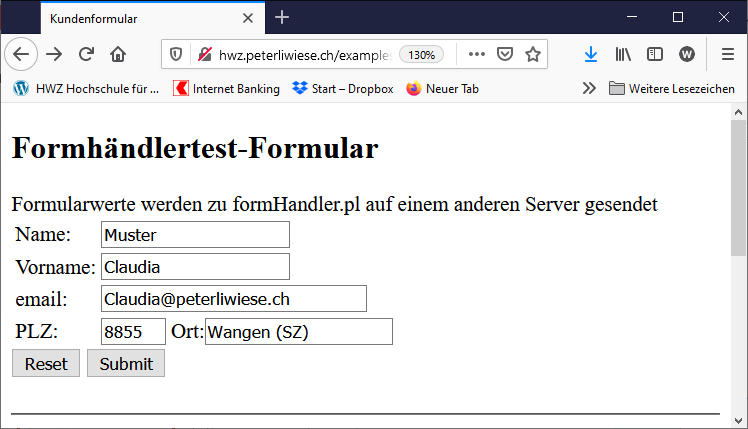 Kundenformular
hwz.peterliwiese.ch/examples 130%
HWZ Hochschule für ... Internet Banking Start – Dropbox Neuer Tab Weitere Lesezeichen
Formhändlertest-Formular
Formularwerte werden zu formHandler.pl auf einem anderen Server gesendet
Name: Muster
Vorname: Claudia
email: Claudia@peterliwiese.ch
PLZ: 8855 Ort: Wangen (SZ)
Reset Submit